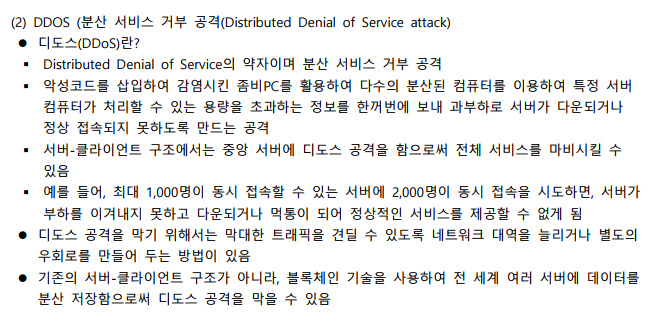 (2) DDOS (분산 서비스 거부 공격(Distributed Denial of Service attack)
● 디도스(DDoS)란?
▪ Distributed Denial of Service의 약자이며 분산 서비스 거부 공격
▪ 악성코드를 삽입하여 감염시킨 좀비PC를 활용하여 다수의 분산된 컴퓨터를 이용하여 특정 서버
컴퓨터가 처리할 수 있는 용량을 초과하는 정보를 한꺼번에 보내 과부하로 서버가 다운되거나
정상 접속되지 못하도록 만드는 공격
▪ 서버-클라이언트 구조에서는 중앙 서버에 디도스 공격을 함으로써 전체 서비스를 마비시킬 수
있음
▪ 예를 들어, 최대 1,000명이 동시 접속할 수 있는 서버에 2,000명이 동시 접속을 시도하면, 서버가
부하를 이겨내지 못하고 다운되거나 먹통이 되어 정상적인 서비스를 제공할 수 없게 됨
● 디도스 공격을 막기 위해서는 막대한 트래픽을 견딜 수 있도록 네트워크 대역을 늘리거나 별도의
우회로를 만들어 두는 방법이 있음
● 기존의 서버-클라이언트 구조가 아니라, 블록체인 기술을 사용하여 전 세계 여러 서버에 데이터를
분산 저장함으로써 디도스 공격을 막을 수 있음